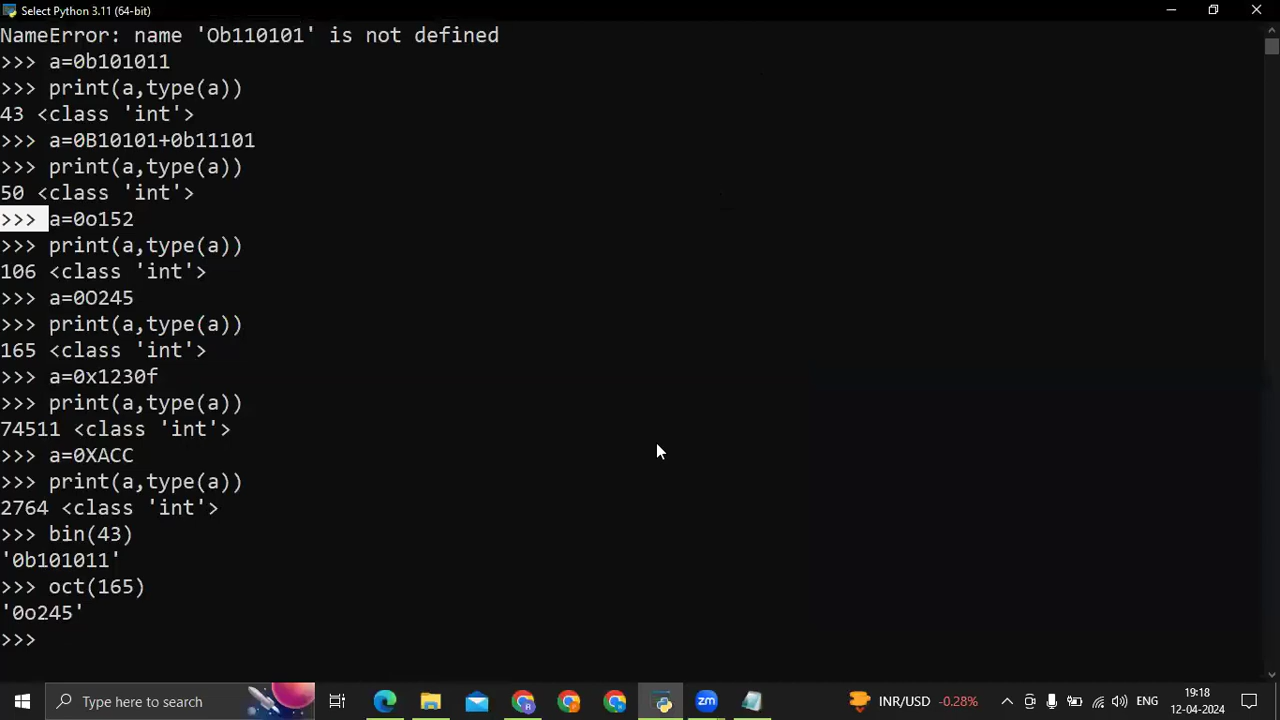 Select Python 3.11 (64-bit)
NameError: name 'Ob110101' is not defined
>>> a=0b101011
>>> print(a,type(a))
43 <class 'int'>
>>> a=0B10101+0b11101
>>> print(a,type(a))
50 <class 'int'>
>>> a=0o152
>>> print(a,type(a))
106 <class 'int'>
>>> a=0O245
>>> print(a,type(a))
165 <class 'int'>
>>> a=0x1230f
>>> print(a,type(a))
74511 <class 'int'>
>>> a=0XACC
>>> print(a,type(a))
2764 <class 'int'>
>>> bin(43)
'0b101011'
>>> oct(165)
'0o245'
>>>
Type here to search
zm
INR/USD -0.28%
ENG
19:18
12-04-2024